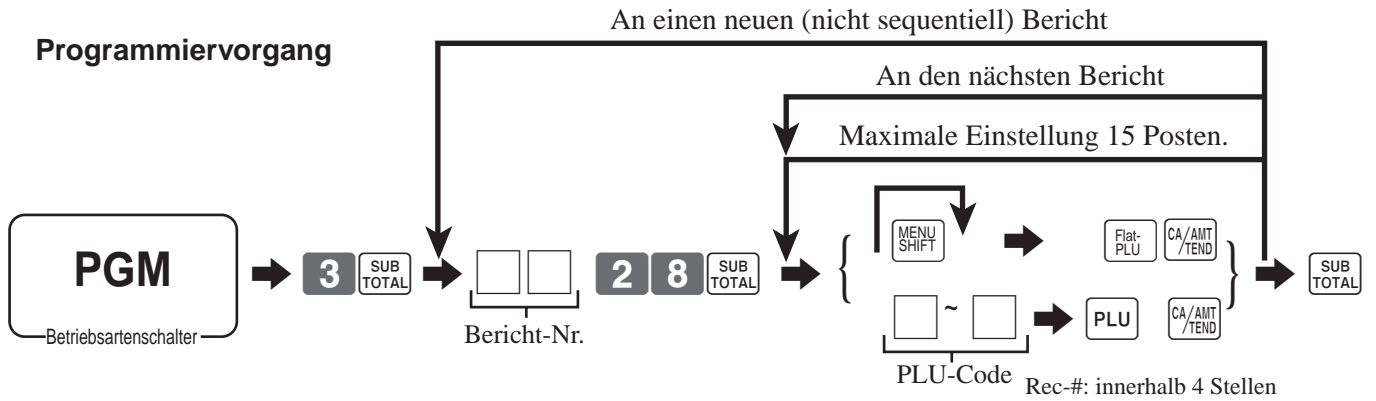 An einen neuen (nicht sequentiell) Bericht
Programmiervorgang
An den nächsten Bericht
Maximale Einstellung 15 Posten.
PGM
Betriebsartenschalter
3 SUB TOTAL
Bericht-Nr.
2 8 SUB TOTAL
MENU SHIFT
Flat-PLU CA/AMT/TEND
~ PLU CA/AMT/TEND
PLU-Code
Rec-#: innerhalb 4 Stellen
SUB TOTAL